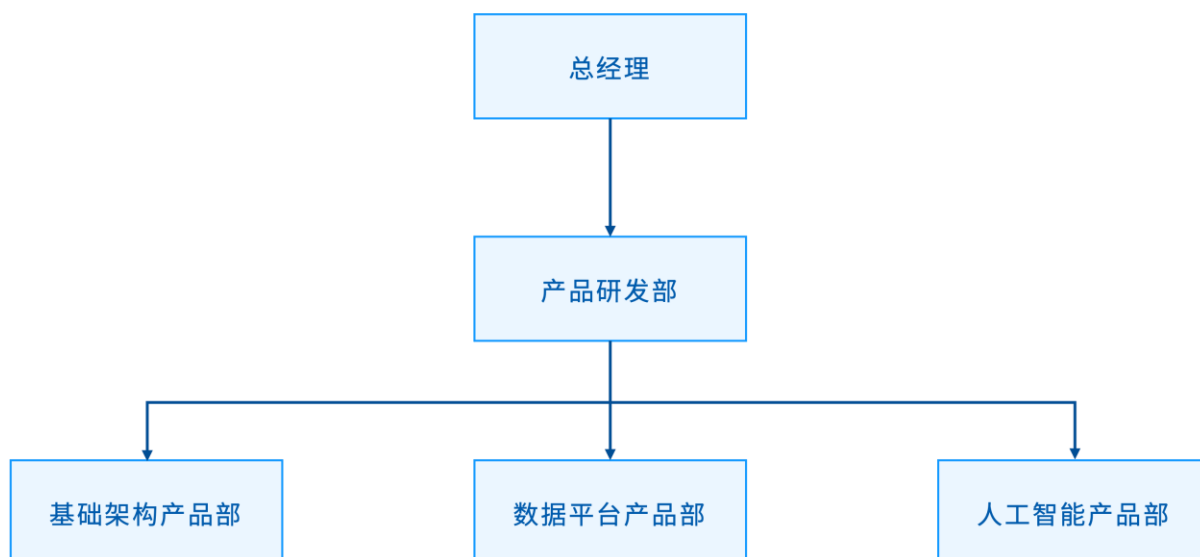 总经理
产品研发部
基础架构产品部
数据平台产品部
人工智能产品部